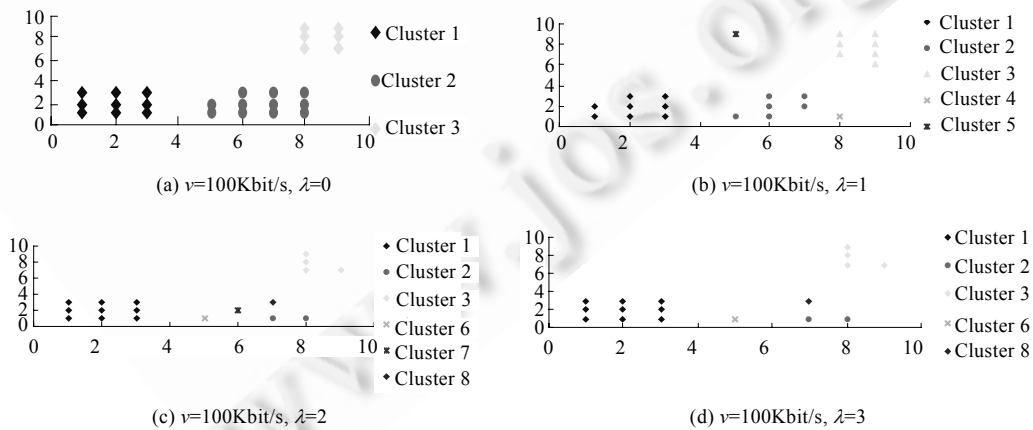 10
8
6
4
2
0
0 2 4 6 8 10
Cluster 1
Cluster 2
Cluster 3
(a) v=100Kbit/s, λ=0
10
8
6
4
2
0
0 2 4 6 8 10
Cluster 1
Cluster 2
Cluster 3
Cluster 4
Cluster 5
(b) v=100Kbit/s, λ=1
10
8
6
4
2
0
0 2 4 6 8 10
Cluster 1
Cluster 2
Cluster 3
Cluster 6
Cluster 7
Cluster 8
(c) v=100Kbit/s, λ=2
10
8
6
4
2
0
0 2 4 6 8 10
Cluster 1
Cluster 2
Cluster 3
Cluster 6
Cluster 8
(d) v=100Kbit/s, λ=3